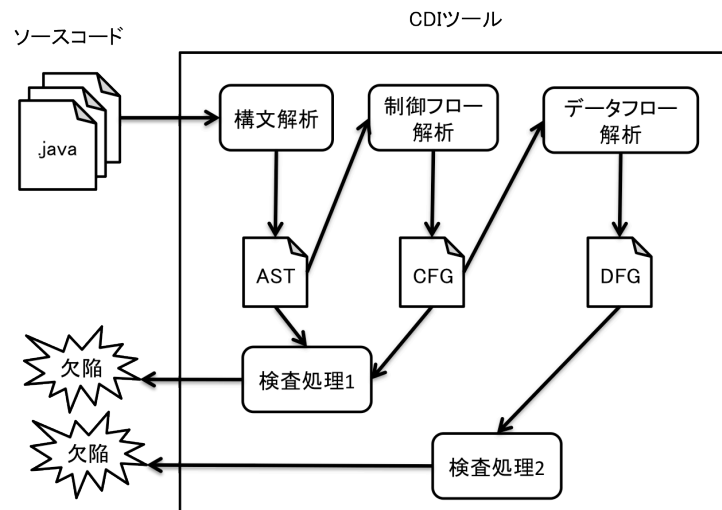 CDIツール
ソースコード
.java
構文解析
制御フロー
解析
データフロー
解析
AST
CFG
DFG
欠陥
検査処理1
欠陥
検査処理2